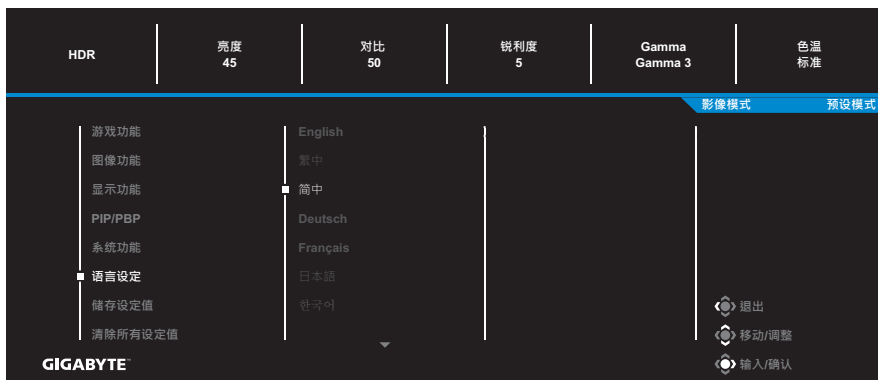 HDR
亮度
45
对比
50
锐利度
5
Gamma
Gamma 3
色温
标准
影像模式 预设模式
游戏功能
图像功能
显示功能
PIP/PBP
系统功能
语言设定
储存设定值
清除所有设定值
English
繁中
简中
Deutsch
Français
日本語
한국어
退出
移动/调整
输入/确认
GIGABYTE™